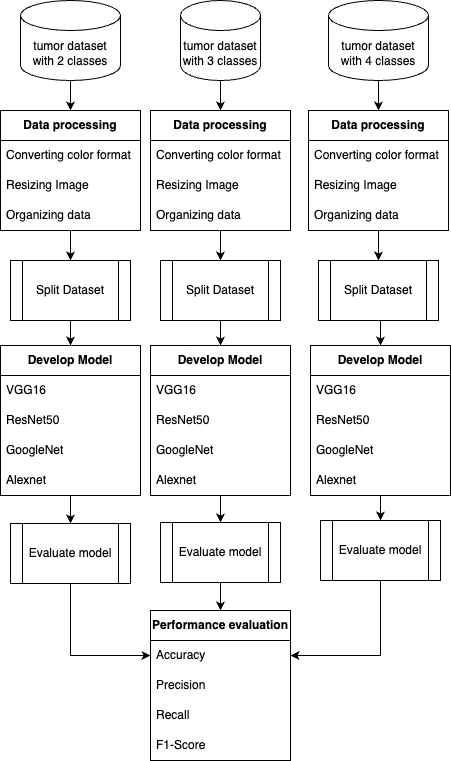 tumor dataset
with 2 classes
tumor dataset
with 3 classes
tumor dataset
with 4 classes
Data processing
Converting color format
Resizing Image
Organizing data
Data processing
Converting color format
Resizing Image
Organizing data
Data processing
Converting color format
Resizing Image
Organizing data
Split Dataset
Split Dataset
Split Dataset
Develop Model
VGG16
ResNet50
GoogleNet
Alexnet
Develop Model
VGG16
ResNet50
GoogleNet
Alexnet
Develop Model
VGG16
ResNet50
GoogleNet
Alexnet
Evaluate model
Evaluate model
Evaluate model
Performance evaluation
Accuracy
Precision
Recall
F1-Score